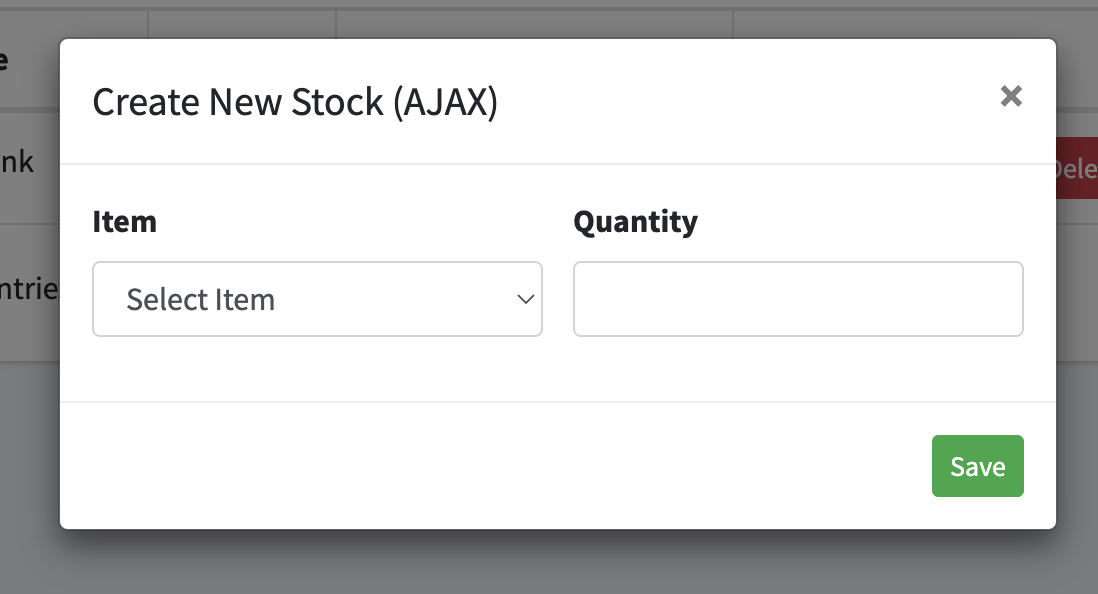 Create New Stock (AJAX)
×
Item
Quantity
Select Item
Save